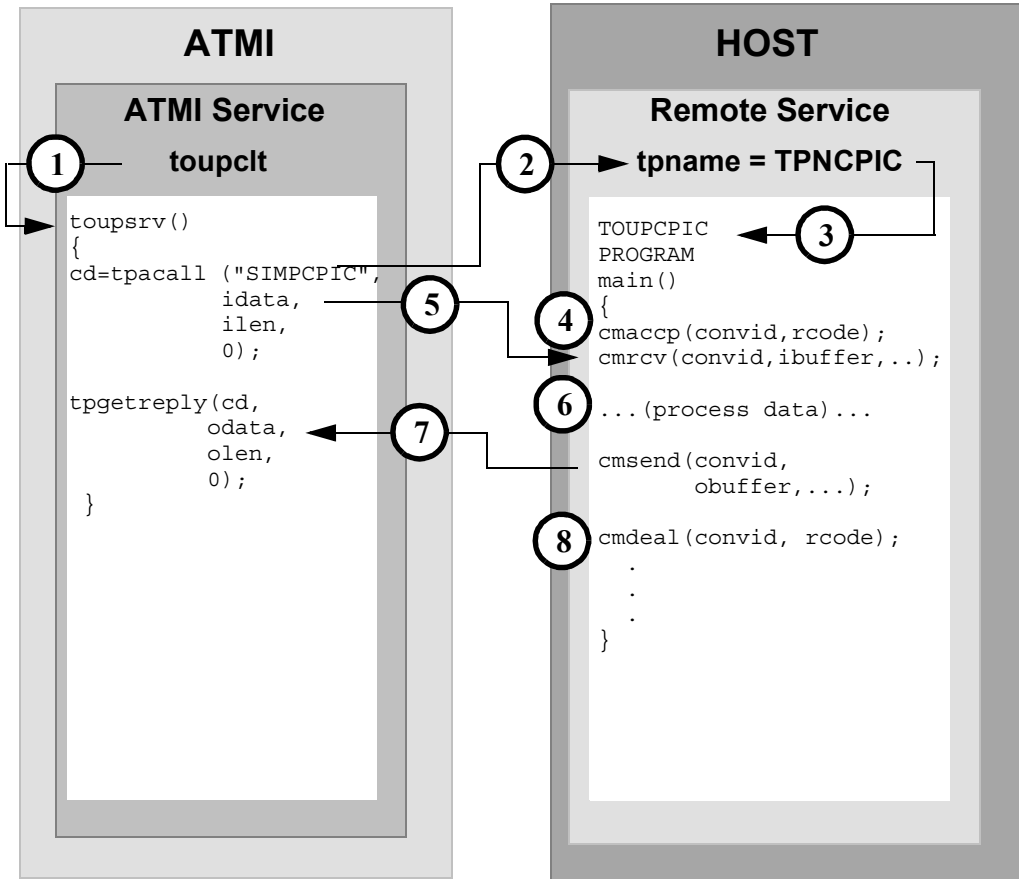 ATMI
ATMI Service
1
toupclt
toupsrv()
{
cd=tpacall ("SIMPCPIC",
idata,
ilen,
0);
5
tpgetreply(cd,
odata,
olen,
0);
}
7
HOST
Remote Service
2
tpname = TPNCPIC
TOUPCPIC
3
PROGRAM
main()
{
4
cmaccp(convid,rcode);
cmrcv(convid,ibuffer,..);
6
...(process data)...
cmsend(convid,
obuffer,...);
8
cmdeal(convid, rcode);
.
.
.
}